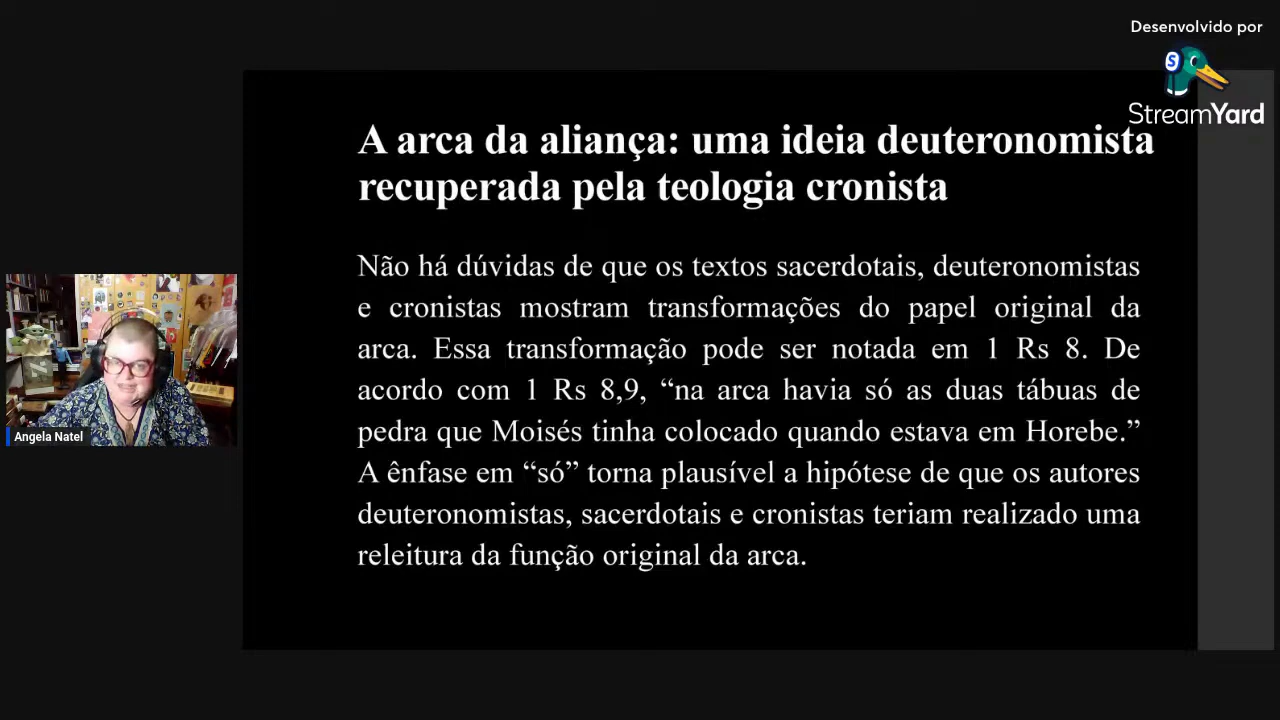 Desenvolvido por
StreamYard
A arca da aliança: uma ideia deuteronomista
recuperada pela teologia cronista
Não há dúvidas de que os textos sacerdotais, deuteronomistas
e cronistas mostram transformações do papel original da
arca. Essa transformação pode ser notada em 1 Rs 8. De
acordo com 1 Rs 8,9, “na arca havia só as duas tábuas de
pedra que Moisés tinha colocado quando estava em Horebe.”
A ênfase em “só” torna plausível a hipótese de que os autores
deuteronomistas, sacerdotais e cronistas teriam realizado uma
releitura da função original da arca.
Angela Natel